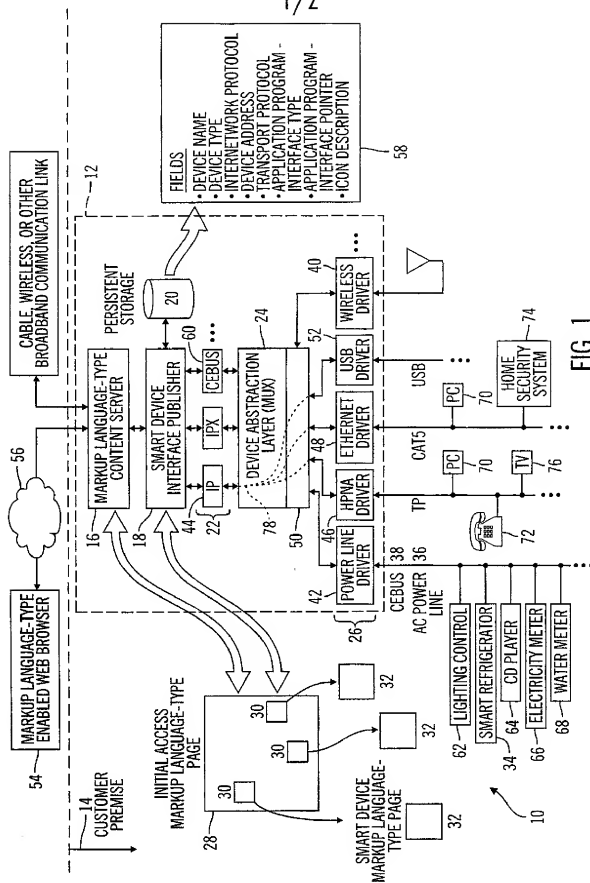 1/2
56
54
MARKUP LANGUAGE-TYPE
ENABLED WEB BROWSER
CABLE, WIRELESS, OR OTHER
BROADBAND COMMUNICATION LINK
14
CUSTOMER
PREMISE
12
16
MARKUP LANGUAGE-TYPE
CONTENT SERVER
18
SMART DEVICE
INTERFACE PUBLISHER
PERSISTENT
STORAGE
20
FIELDS
• DEVICE NAME
• DEVICE TYPE
• INTERNETWORK PROTOCOL
• DEVICE ADDRESS
• TRANSPORT PROTOCOL
• APPLICATION PROGRAM -
INTERFACE TYPE
• APPLICATION PROGRAM -
INTERFACE POINTER
• ICON DESCRIPTION
58
44
IP
IPX
CEBUS
60
22
78
DEVICE ABSTRACTION
LAYER (MUX)
24
50
42
POWER LINE
DRIVER
46
HPNA
DRIVER
48
ETHERNET
DRIVER
52
USB
DRIVER
40
WIRELESS
DRIVER
26
INITIAL ACCESS
MARKUP LANGUAGE-TYPE
PAGE
28
30
30
30
32
32
32
SMART DEVICE
MARKUP LANGUAGE-
TYPE PAGE
CEBUS
38
AC POWER
LINE
36
TP
CAT5
USB
62
LIGHTING CONTROL
SMART REFRIGERATOR
34
CD PLAYER
64
ELECTRICITY METER
66
WATER METER
68
72
PC
70
TV
76
PC
70
HOME
SECURITY
SYSTEM
74
10
FIG. 1